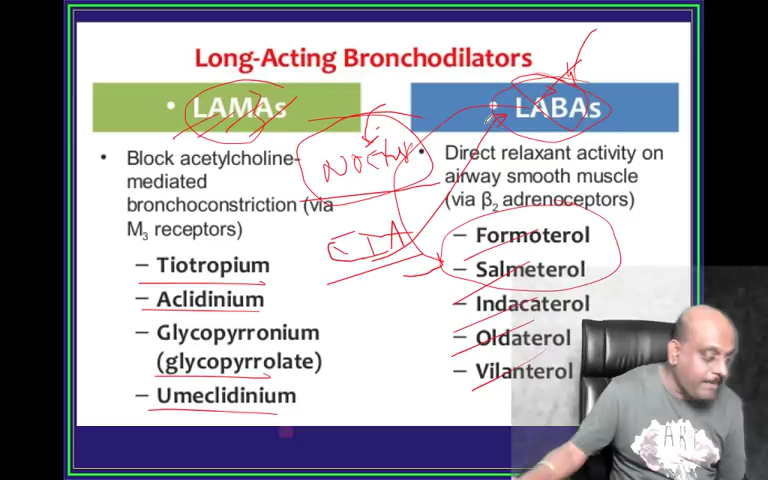 Long-Acting Bronchodilators
• LAMAs
• LABAs
• Block acetylcholine-
mediated
bronchoconstriction (via
M3 receptors)
– Tiotropium
– Aclidinium
– Glycopyrronium
(glycopyrrolate)
– Umeclidinium
• Direct relaxant activity on
airway smooth muscle
(via β2 adrenoceptors)
– Formoterol
– Salmeterol
– Indacaterol
– Oldaterol
– Vilanterol